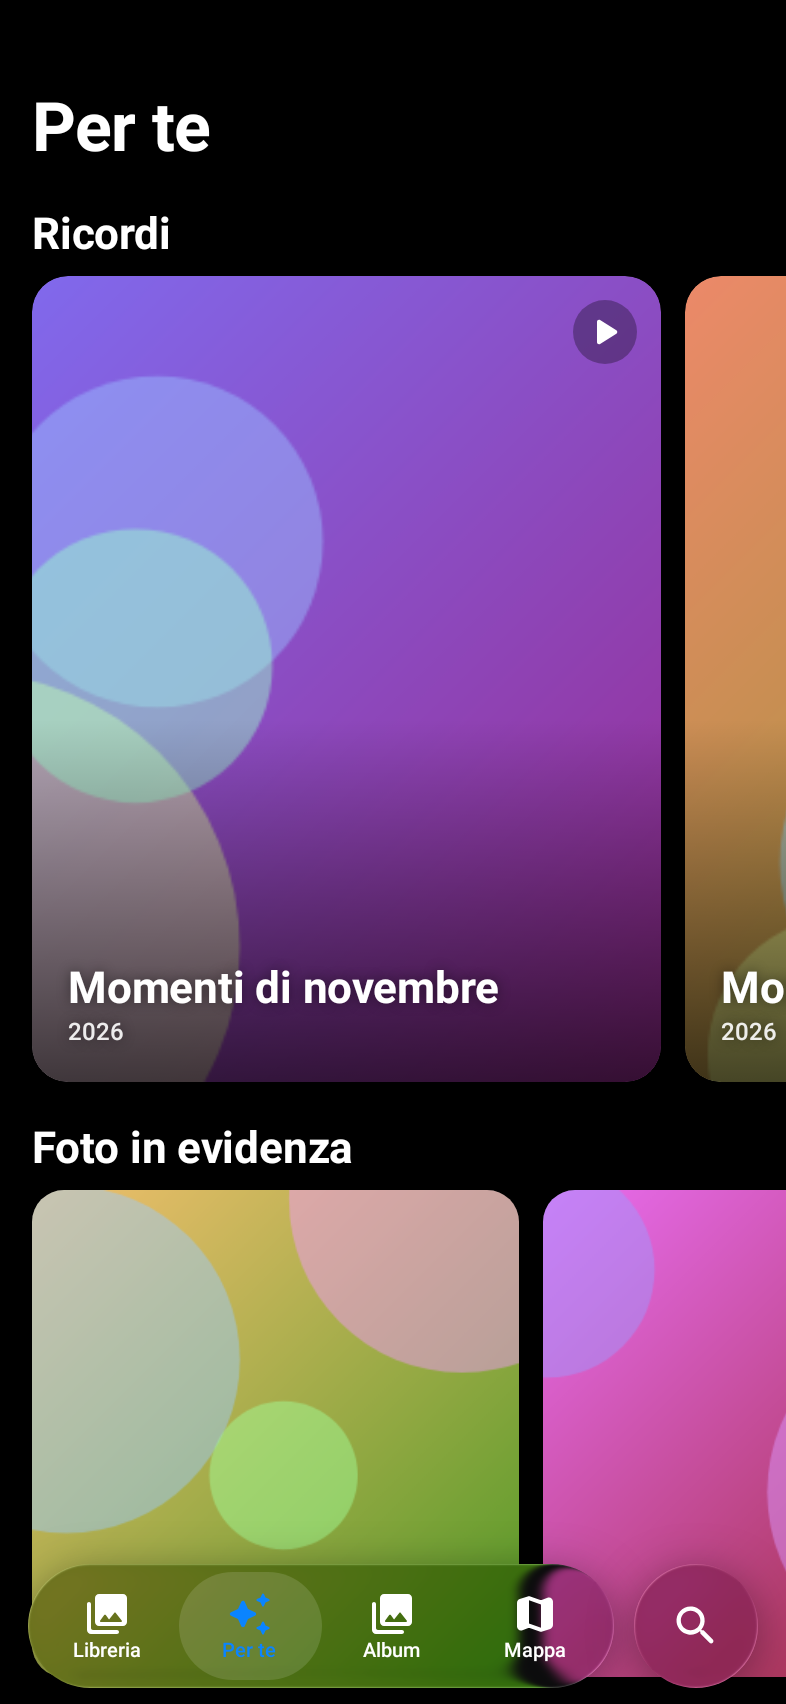 Per te
Ricordi
Momenti di novembre
2026
Mo
2026
Foto in evidenza
Libreria
Per te
Album
Mappa